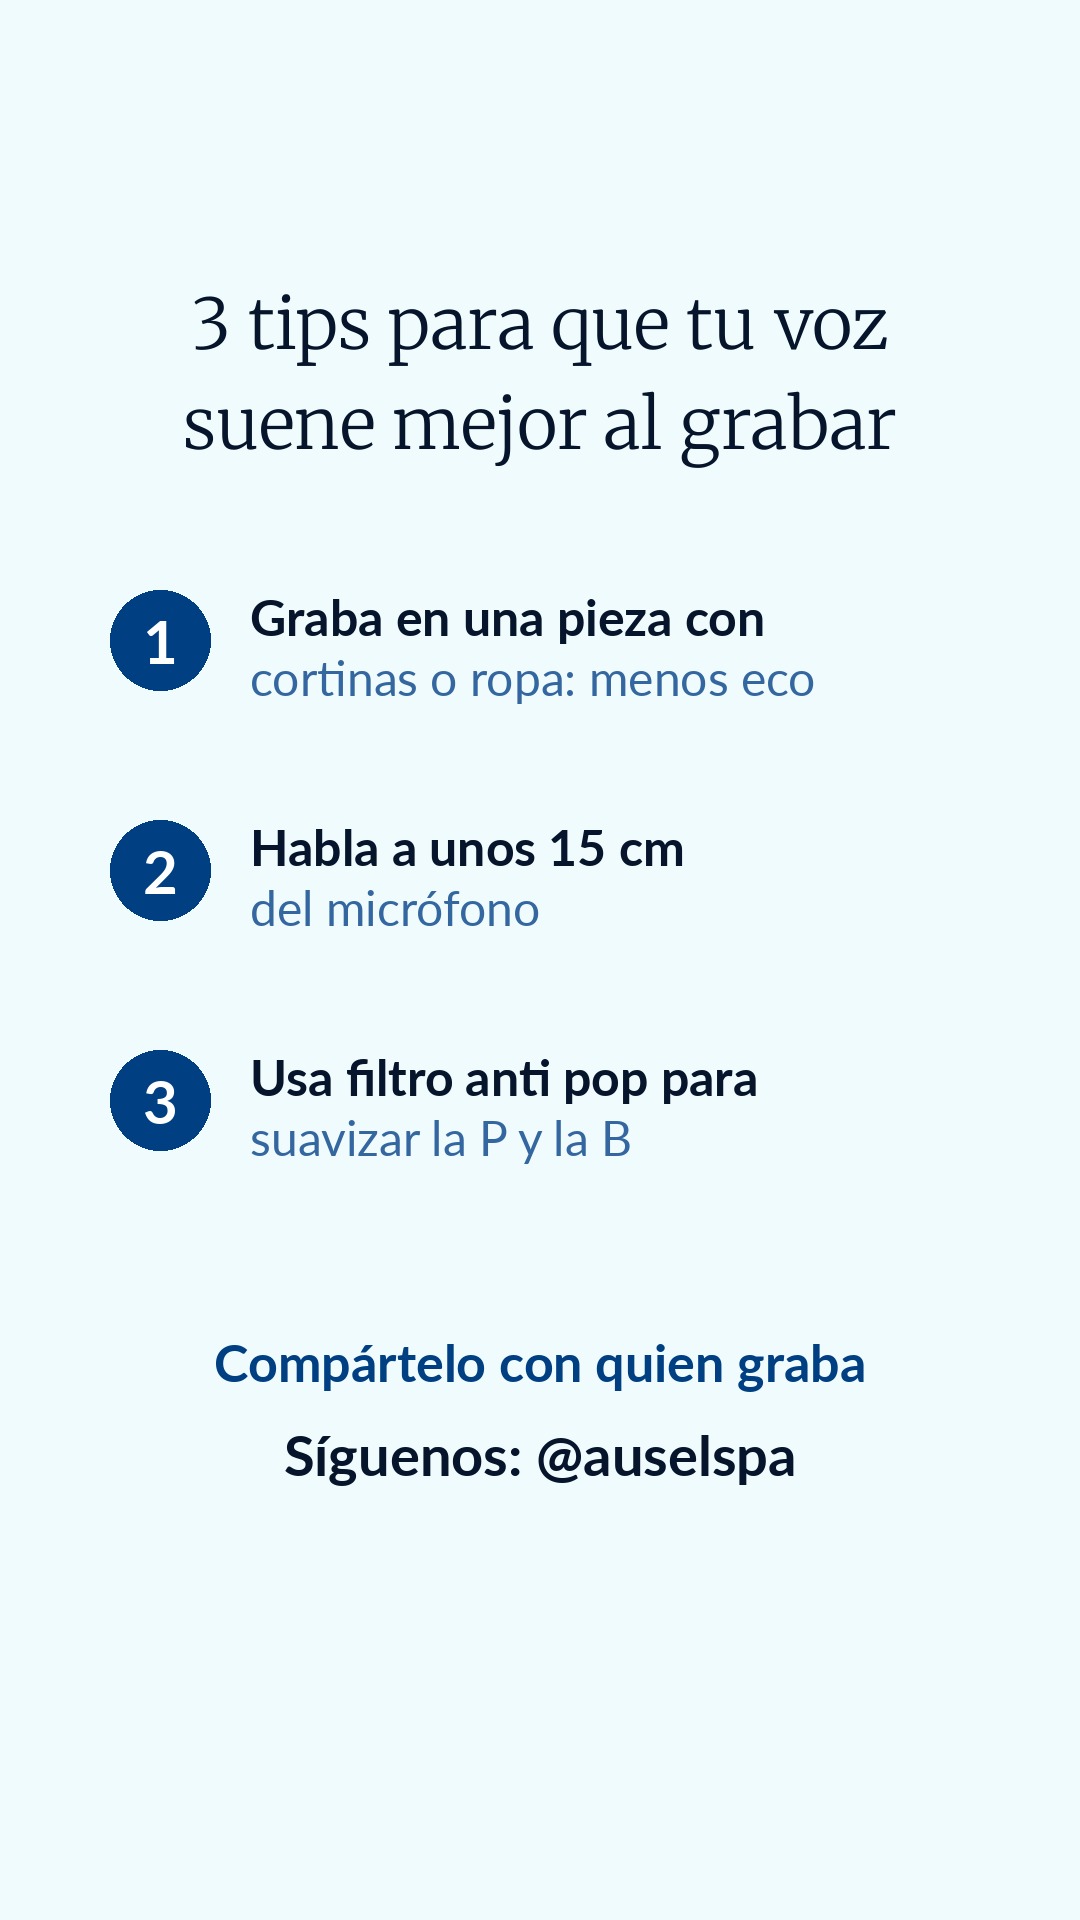 3 tips para que tu voz
suene mejor al grabar
1
Graba en una pieza con
cortinas o ropa: menos eco
2
Habla a unos 15 cm
del micrófono
3
Usa filtro anti pop para
suavizar la P y la B
Compártelo con quien graba
Síguenos: @auselspa